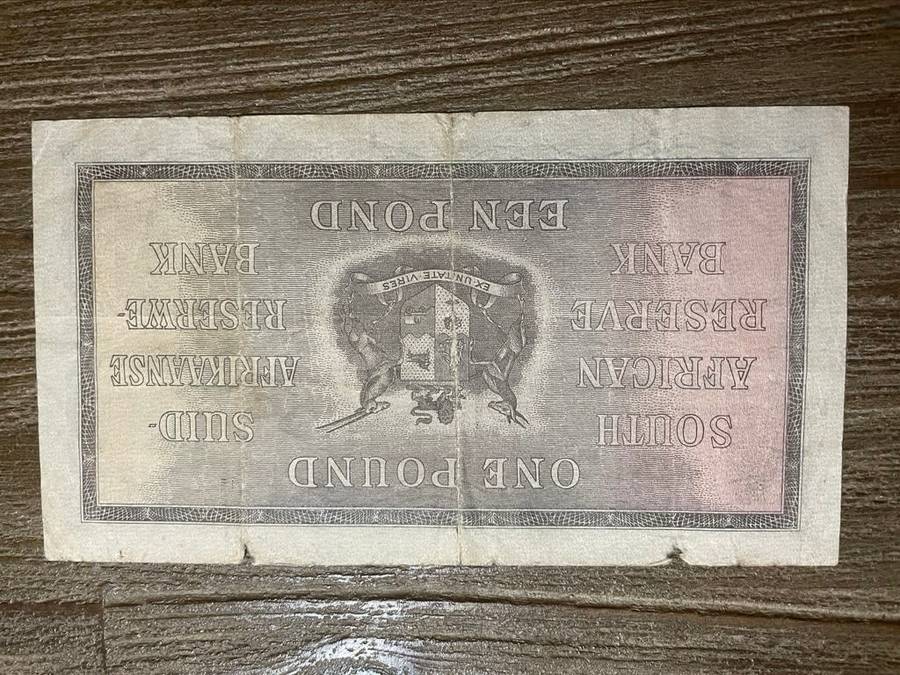 ONE POUND
SOUTH
AFRICAN
RESERVE
BANK
SUID-
AFRIKAANSE
RESERWE-
BANK
EX UNITATE VIRES
EEN POND